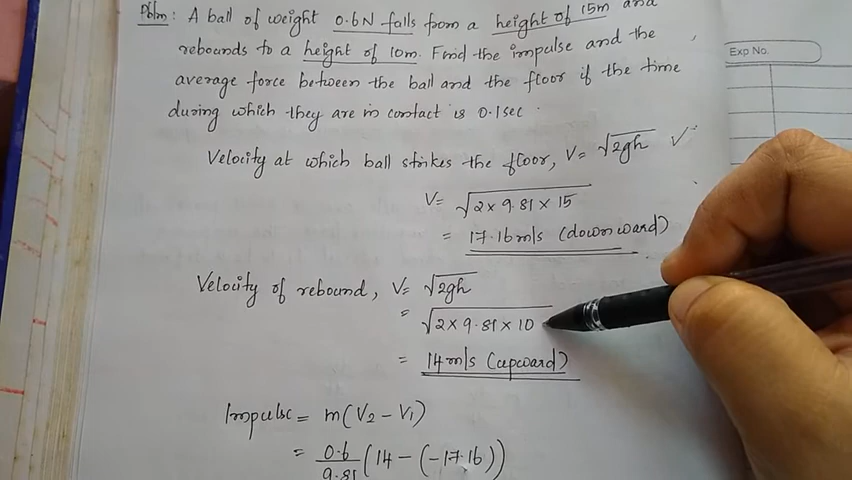 Pblm: A ball of weight 0.6N falls from a height of 15m and
rebounds to a height of 10m. Find the impulse and the
average force between the ball and the floor if the time
during which they are in contact is 0.1sec.
Velocity at which ball strikes the floor, V= √2gh ✓
V= √2×9.81×15
= 17.16m/s (downward)
Velocity of rebound, V= √2gh
= √2×9.81×10
= 14m/s (upward)
Impulse = m(V2 – V1)
= 0.6/9.81 (14 – (–17.16))
Exp No.